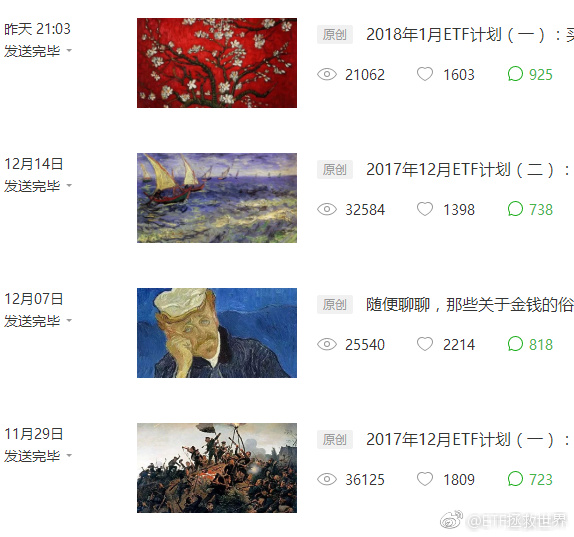 昨天 21:03
发送完毕
原创 2018年1月ETF计划（一）：买
21062 1603 925
12月14日
发送完毕
原创 2017年12月ETF计划（二）：
32584 1398 738
12月07日
发送完毕
原创 随便聊聊，那些关于金钱的俗
25540 2214 818
11月29日
发送完毕
原创 2017年12月ETF计划（一）：
36125 1809 723
@ETF拯救世界